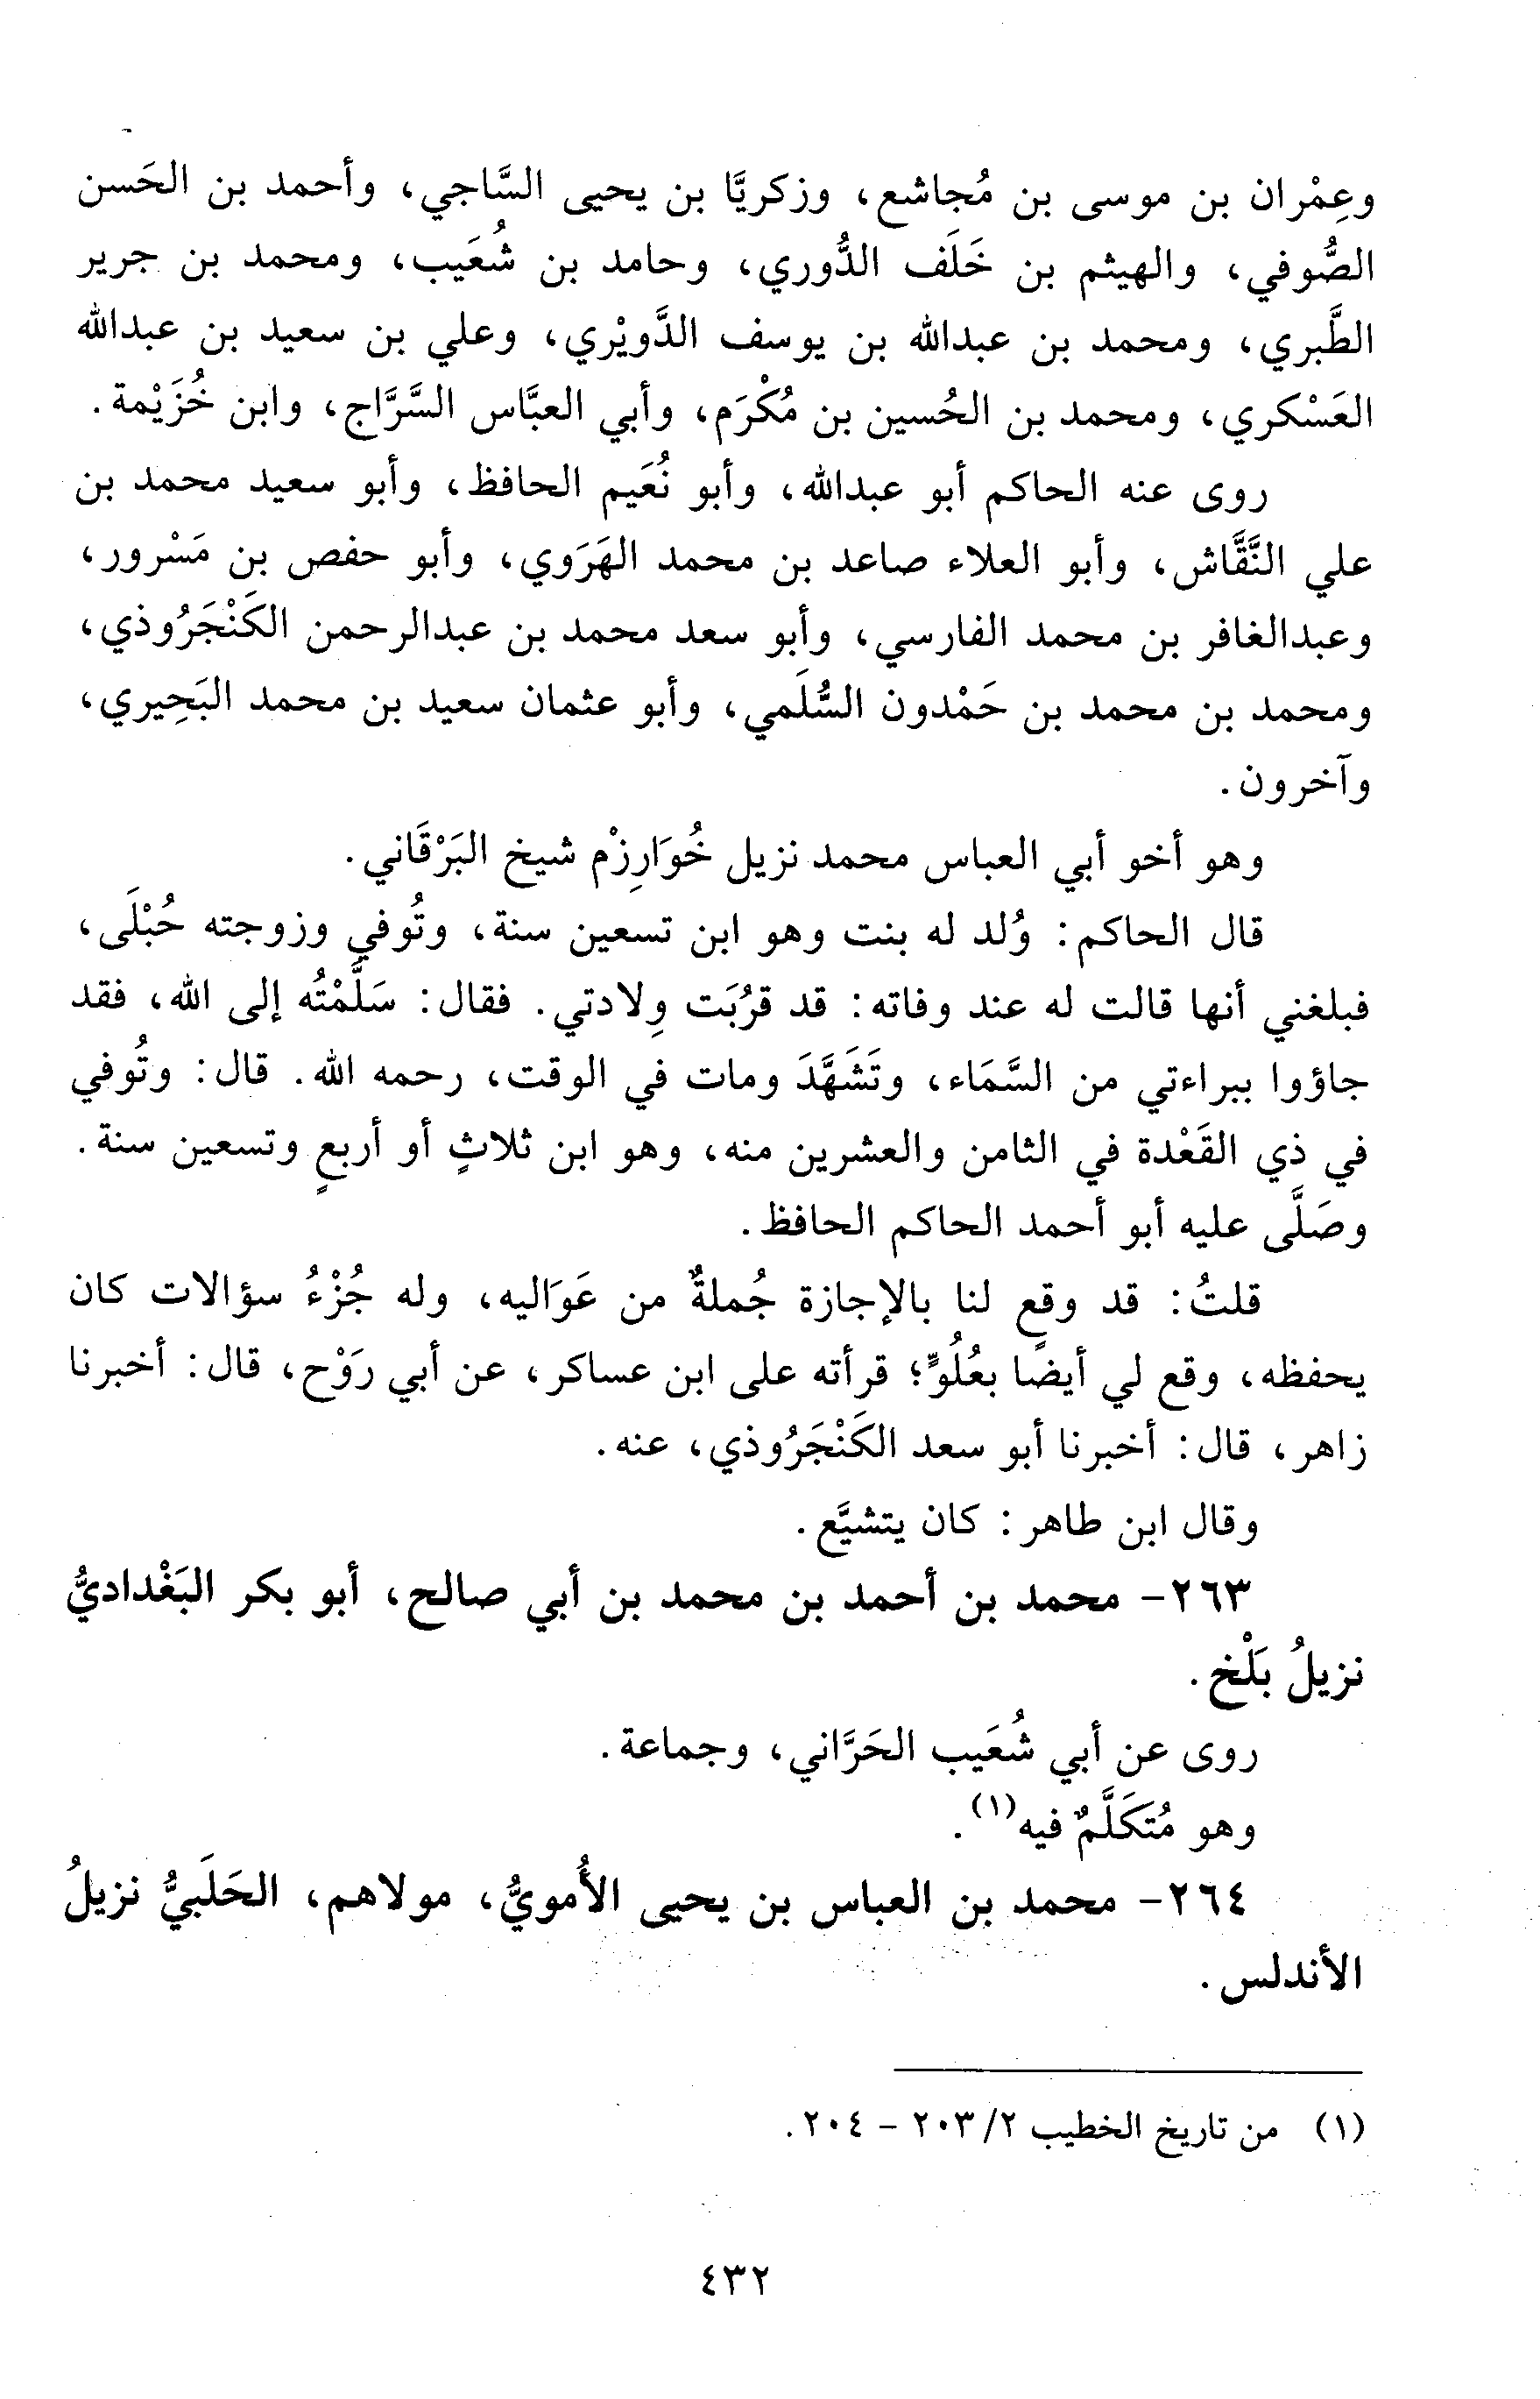 وعِمْران بن موسى بن مُجاشع، وزكريَّا بن يحيى السَّاجي، وأحمد بن الحَسن
الصُّوفي، والهيثم بن خَلَف الدُّوري، وحامد بن شُعَيب، ومحمد بن جرير
الطَّبري، ومحمد بن عبدالله بن يوسف الدَّويْري، وعلي بن سعيد بن عبدالله
العَسْكري، ومحمد بن الحُسين بن مُكْرَم، وأبي العبَّاس السَّرَّاج، وابن خُزَيْمة.
روى عنه الحاكم أبو عبدالله، وأبو نُعَيم الحافظ، وأبو سعيد محمد بن
علي النَّقَّاش، وأبو العلاء صاعد بن محمد الهَرَوي، وأبو حفص بن مَسْرور،
وعبدالغافر بن محمد الفارسي، وأبو سعد محمد بن عبدالرحمن الكَنْجَرُوذي،
ومحمد بن محمد بن حَمْدون السُّلَمي، وأبو عثمان سعيد بن محمد البَحِيري،
وآخرون.
وهو أخو أبي العباس محمد نزيل خُوَارِزْم شيخ البَرْقَاني.
قال الحاكم: وُلد له بنت وهو ابن تسعين سنة، وتُوفي وزوجته حُبْلَى،
فبلغني أنها قالت له عند وفاته: قد قرُبَت وِلادتي. فقال: سَلَّمْتُه إلى الله، فقد
جاؤوا ببراءتي من السَّمَاء، وتَشَهَّدَ ومات في الوقت، رحمه الله. قال: وتُوفي
في ذي القَعْدة في الثامن والعشرين منه، وهو ابن ثلاثٍ أو أربعٍ وتسعين سنة.
وصَلَّى عليه أبو أحمد الحاكم الحافظ.
قلتُ: قد وقع لنا بالإجازة جُملةٌ من عَوَاليه، وله جُزْءُ سؤالات كان
يحفظه، وقع لي أيضًا بعُلُوٍّ؛ قرأته على ابن عساكر، عن أبي رَوْح، قال: أخبرنا
زاهر، قال: أخبرنا أبو سعد الكَنْجَرُوذي، عنه.
وقال ابن طاهر: كان يتشيَّع.
٢٦٣- محمد بن أحمد بن محمد بن أبي صالح، أبو بكر البَغْداديُّ
نزيلُ بَلْخ.
روى عن أبي شُعَيب الحَرَّاني، وجماعة.
وهو مُتَكَلَّمٌ فيه(١).
٢٦٤- محمد بن العباس بن يحيى الأُمويُّ، مولاهم، الحَلَبيُّ نزيلُ
الأندلس.
(١) من تاريخ الخطيب ٢/ ٢٠٣ - ٢٠٤.
٤٣٢